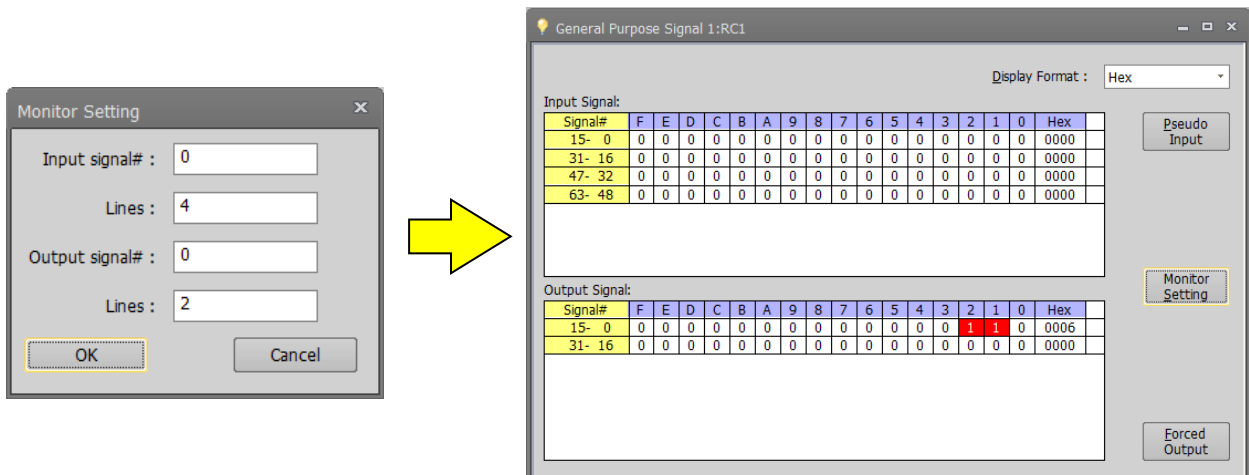 Monitor Setting
Input signal# : 0
Lines : 4
Output signal# : 0
Lines : 2
OK Cancel
General Purpose Signal 1:RC1
Display Format : Hex
Input Signal:
Signal# F E D C B A 9 8 7 6 5 4 3 2 1 0 Hex
15- 0 0 0 0 0 0 0 0 0 0 0 0 0 0 0 0 0 0000
31- 16 0 0 0 0 0 0 0 0 0 0 0 0 0 0 0 0 0000
47- 32 0 0 0 0 0 0 0 0 0 0 0 0 0 0 0 0 0000
63- 48 0 0 0 0 0 0 0 0 0 0 0 0 0 0 0 0 0000
Pseudo
Input
Monitor
Setting
Output Signal:
Signal# F E D C B A 9 8 7 6 5 4 3 2 1 0 Hex
15- 0 0 0 0 0 0 0 0 0 0 0 0 0 0 1 1 0 0006
31- 16 0 0 0 0 0 0 0 0 0 0 0 0 0 0 0 0 0000
Forced
Output